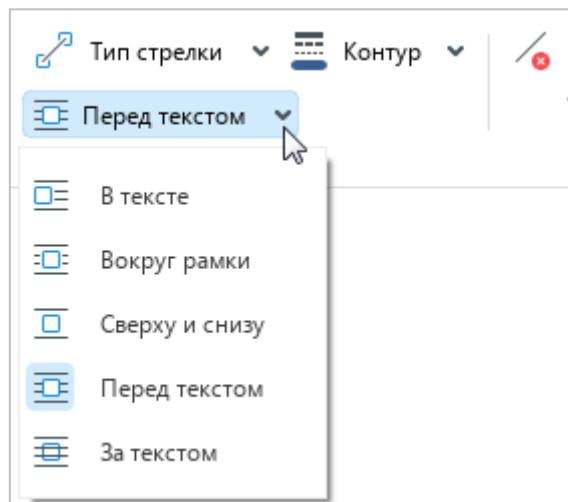 Тип стрелки Контур
Перед текстом
В тексте
Вокруг рамки
Сверху и снизу
Перед текстом
За текстом